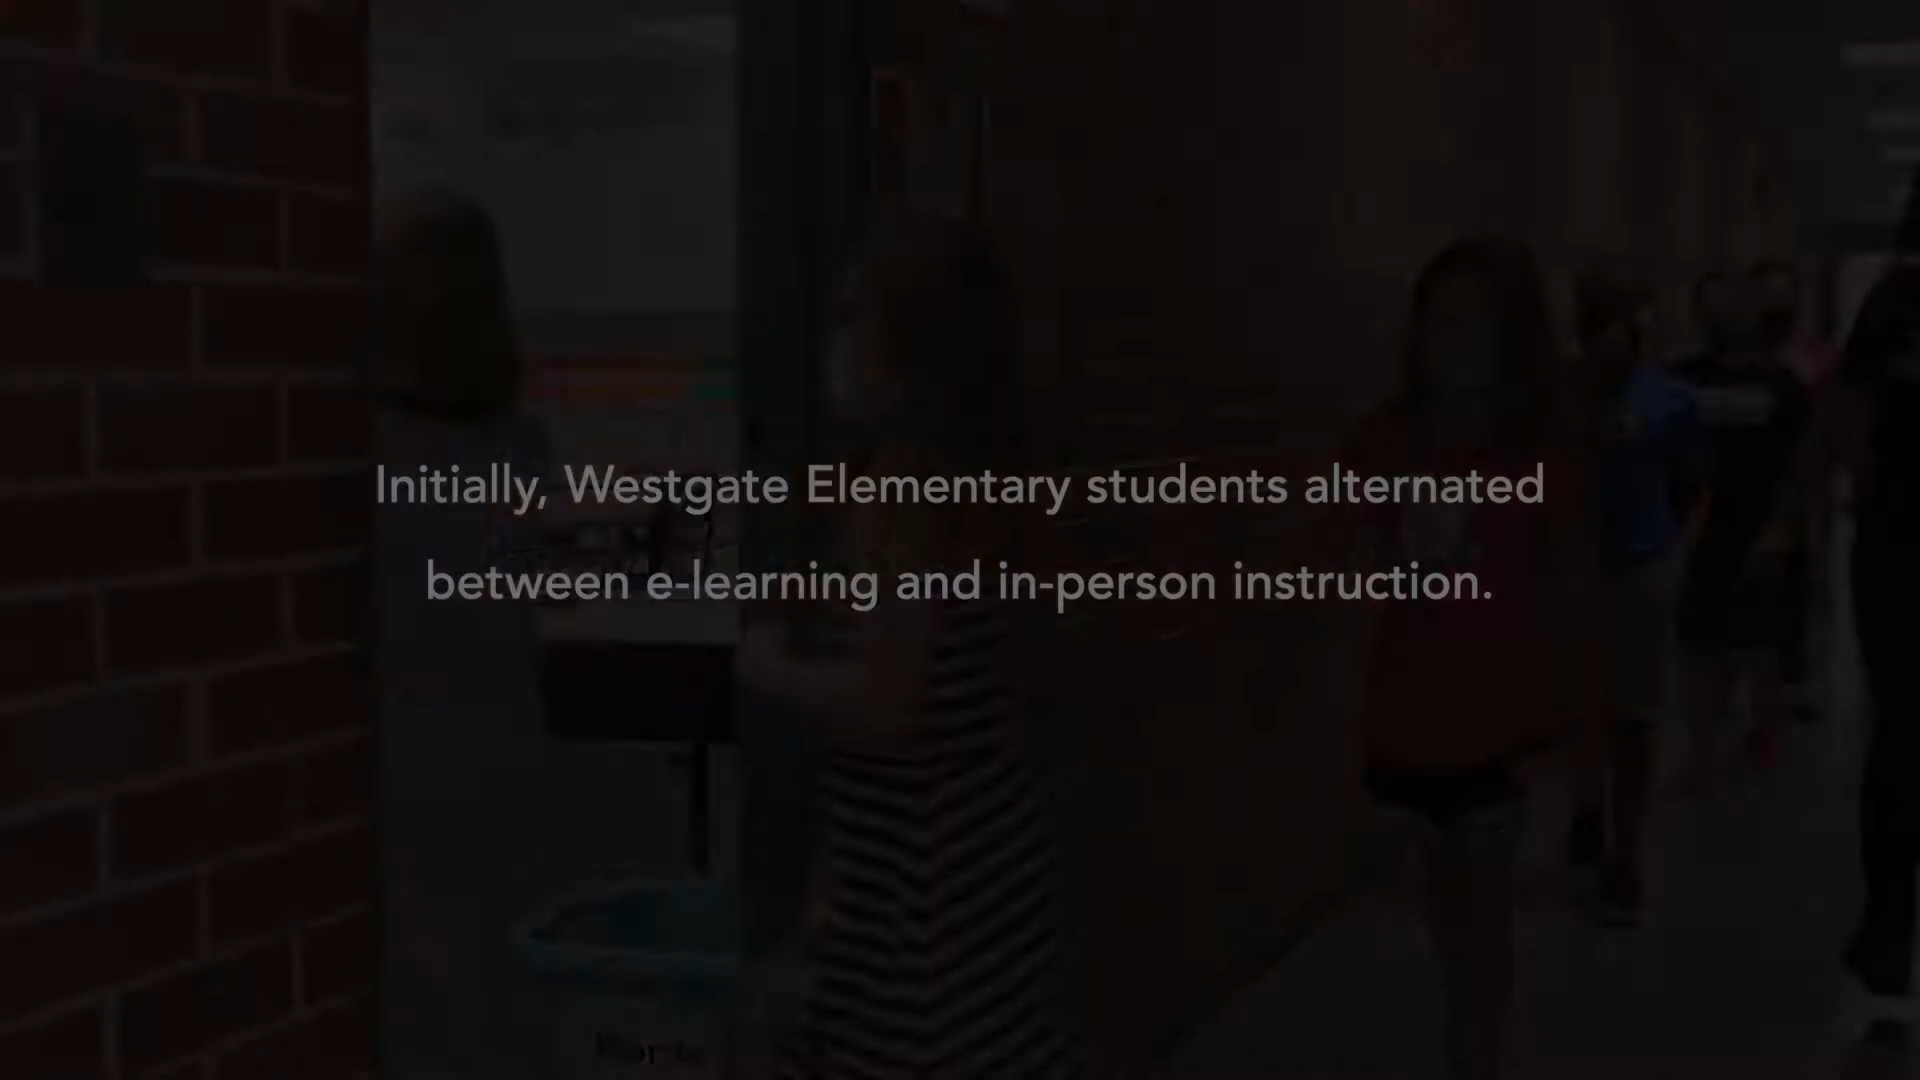 Initially, Westgate Elementary students alternated
between e-learning and in-person instruction.